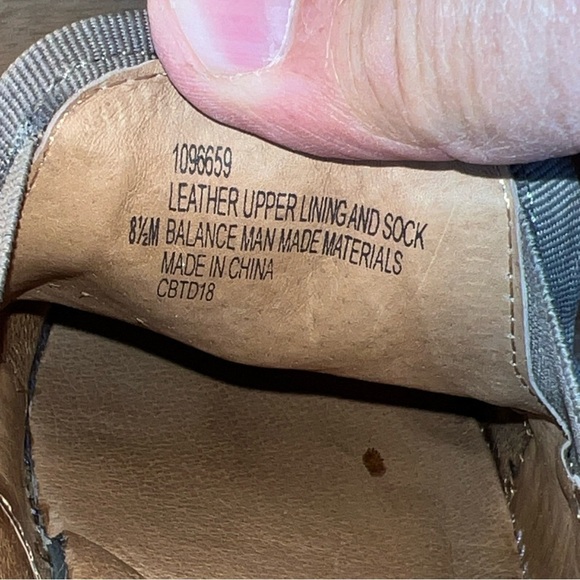 1096659
LEATHER UPPER LINING AND SOCK
8½M BALANCE MAN MADE MATERIALS
MADE IN CHINA
CBTD18